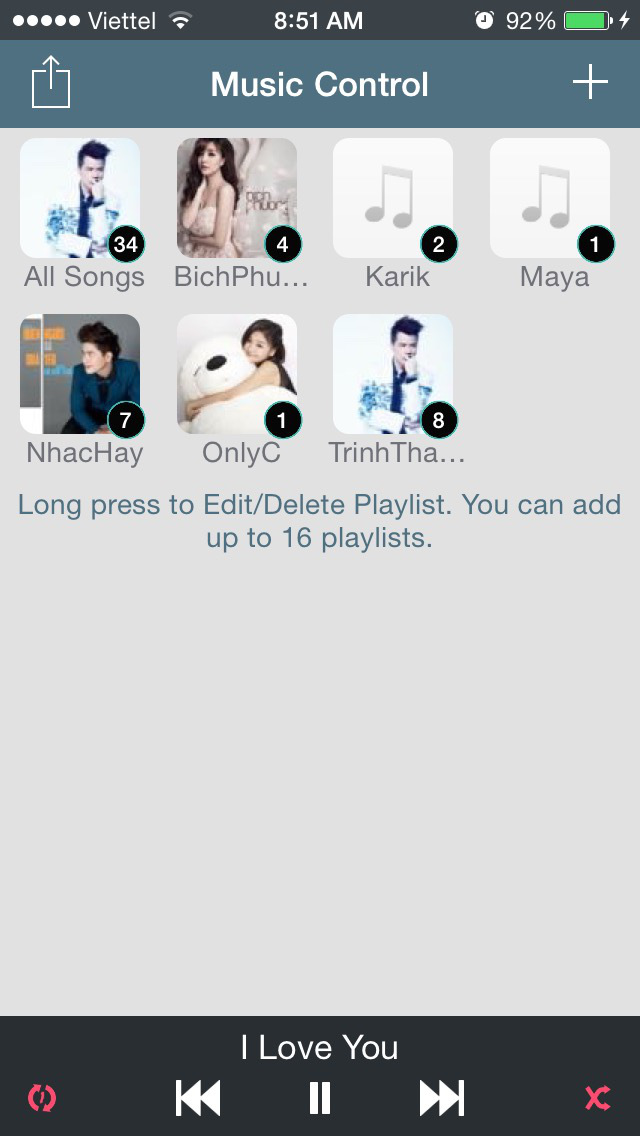 Viettel 8:51 AM 92%
Music Control
34 4 2 1
All Songs BichPhu... Karik Maya
7 1 8
NhacHay OnlyC TrinhTha...
Long press to Edit/Delete Playlist. You can add
up to 16 playlists.
I Love You